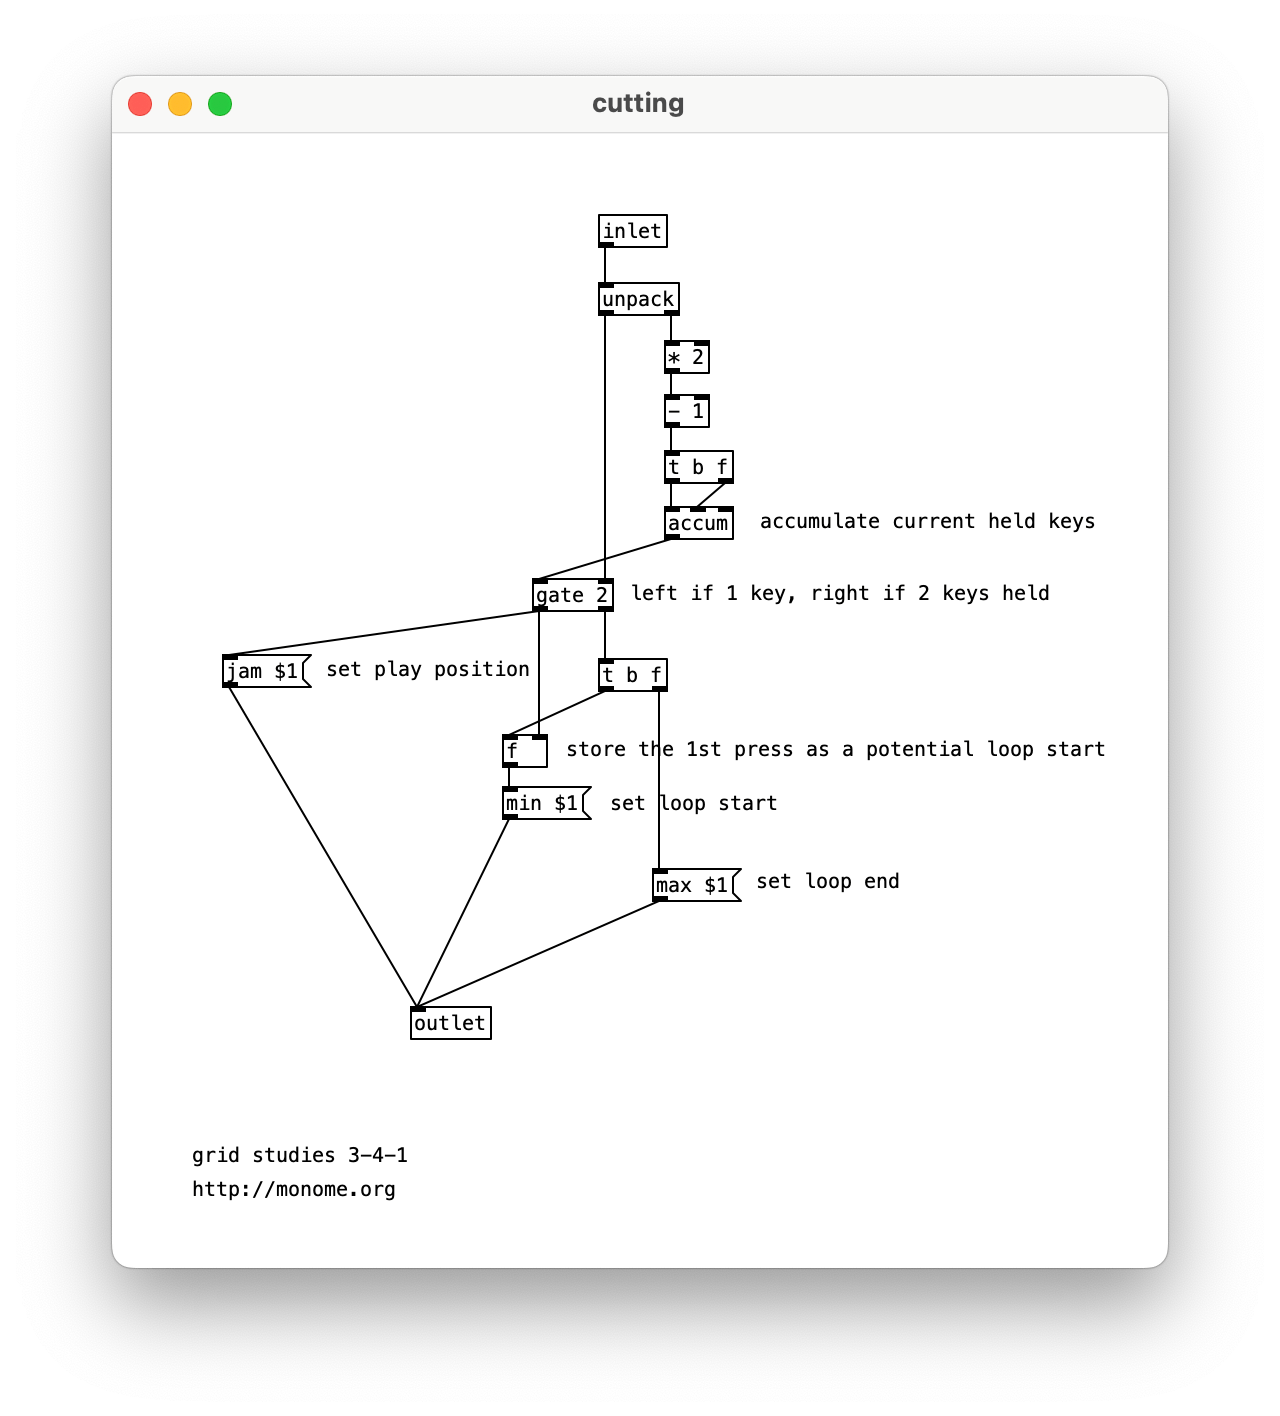 cutting
inlet
unpack
* 2
- 1
t b f
accum
accumulate current held keys
gate 2
left if 1 key, right if 2 keys held
jam $1
set play position
t b f
f
store the 1st press as a potential loop start
min $1
set loop start
max $1
set loop end
outlet
grid studies 3-4-1
http://monome.org